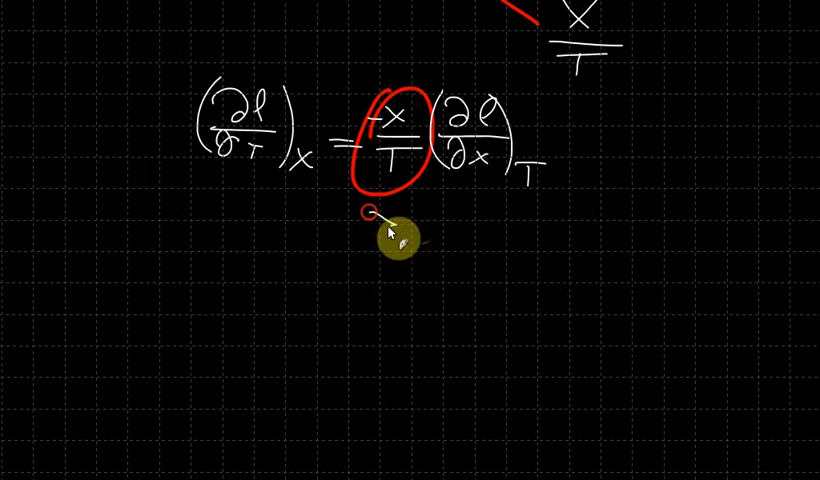 X
T
(∂ℓ/∂T)_X = -X/T (∂ℓ/∂x)_T